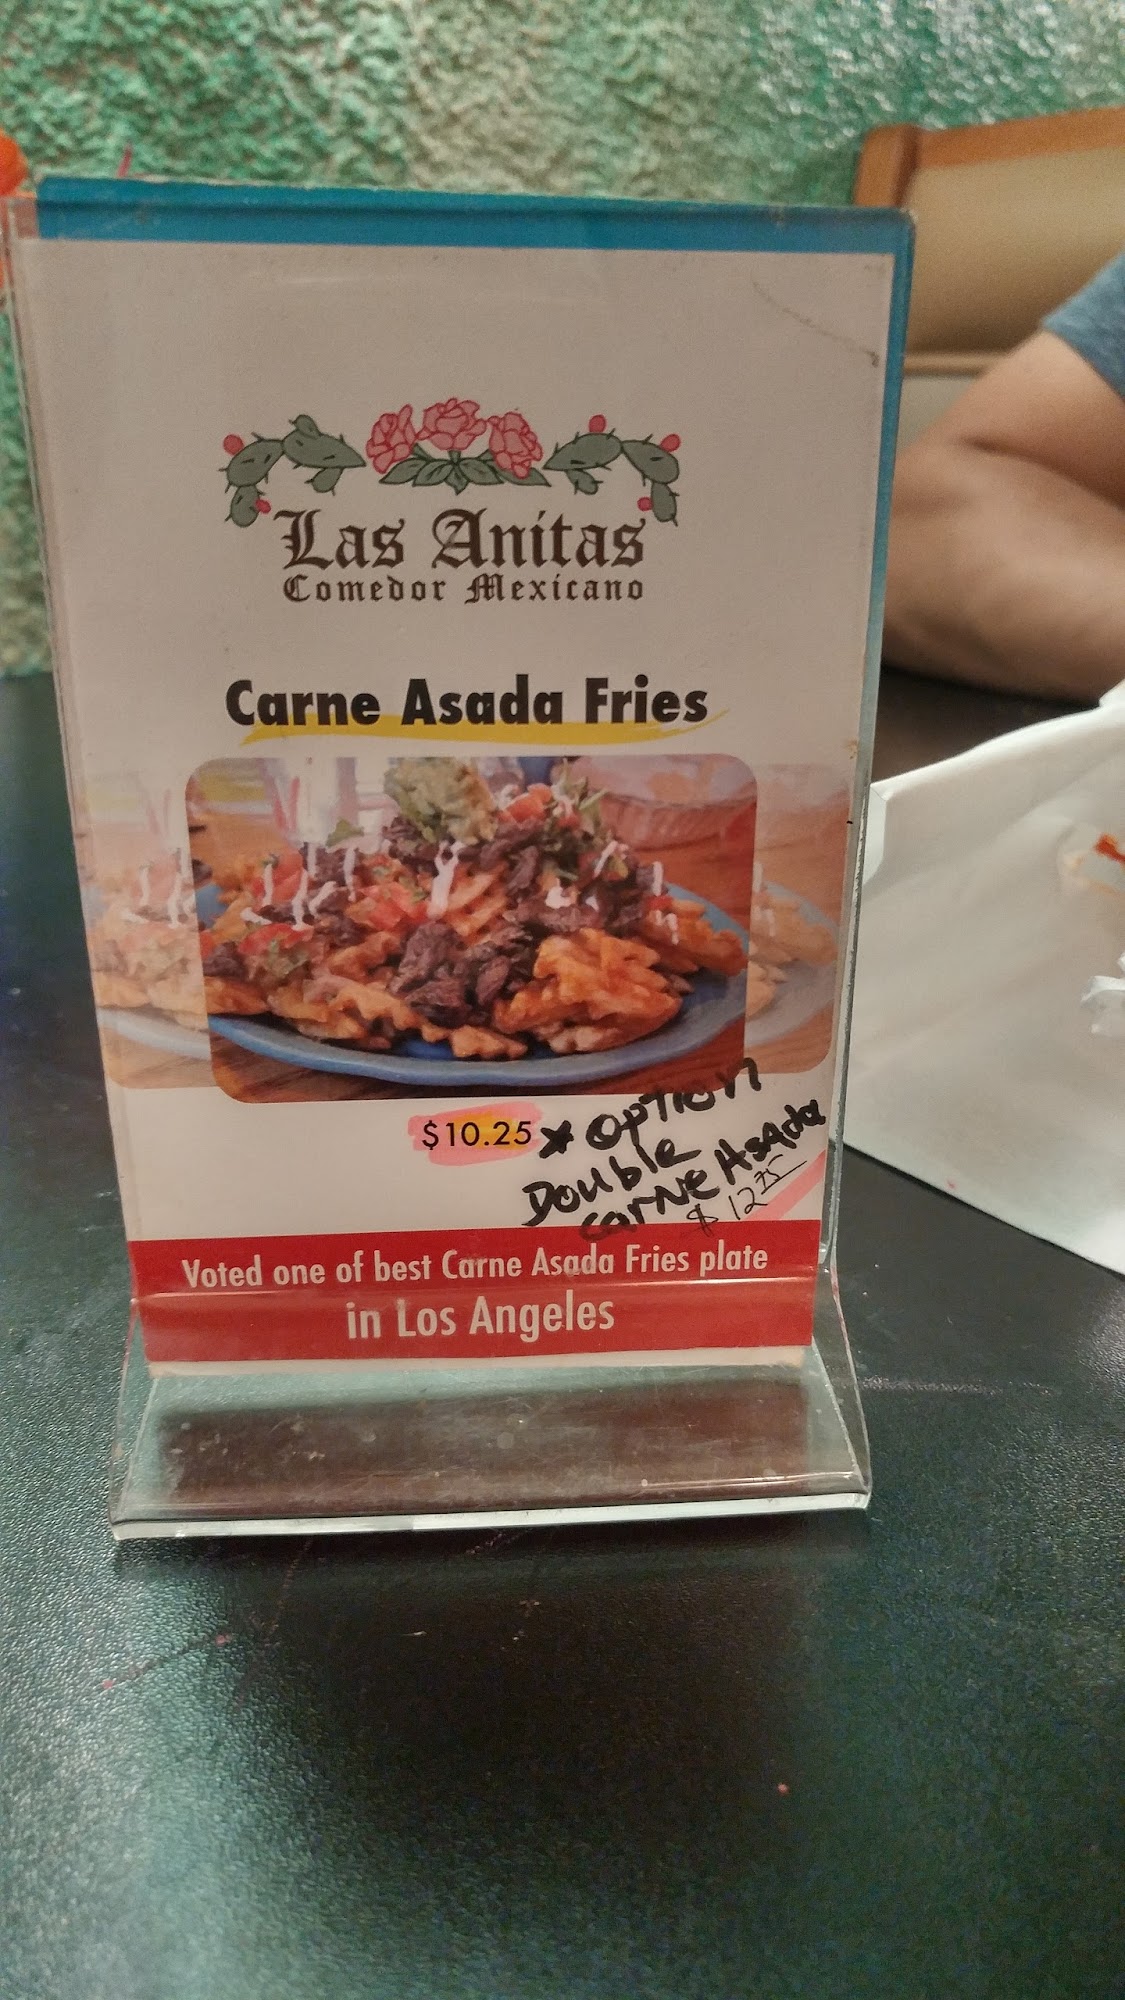 Las Anitas
Comedor Mexicano
Carne Asada Fries
$10.25 * Option
Double
Carne Asada
$ 12.75
Voted one of best Carne Asada Fries plate
in Los Angeles